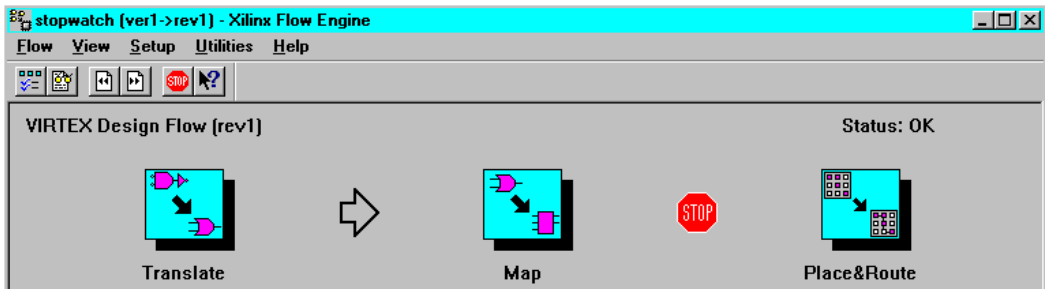 stopwatch (ver1->rev1) - Xilinx Flow Engine
Flow View Setup Utilities Help
STOP
VIRTEX Design Flow (rev1) Status: OK
STOP
Translate Map Place&Route